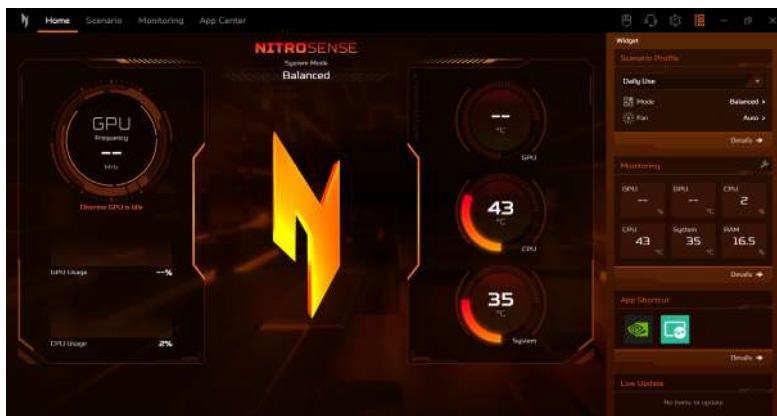 Home Scenario Monitoring App Center
NITROSENSE
System Mode
Balanced
GPU
Frequency
--
MHz
Discrete GPU is idle
GPU Usage --%
CPU Usage 2%
--
°C
GPU
43
°C
CPU
35
°C
System
Widget
Scenario Profile
Daily Use
Mode Balanced >
Fan Auto >
Details
Monitoring
GPU GPU CPU
-- -- 2
% °C %
CPU System RAM
43 35 16.5
°C °C %
Details
App Shortcut
Details
Live Update
No items to update